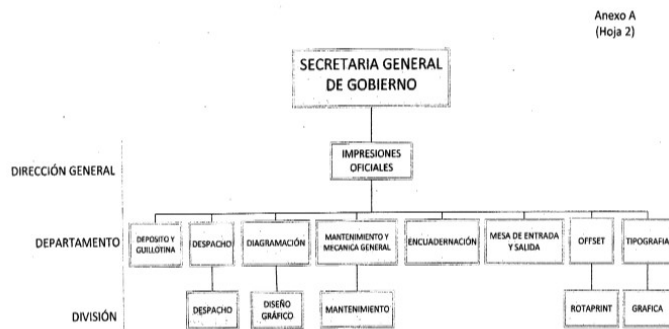 Anexo A
(Hoja 2)
SECRETARIA GENERAL
DE GOBIERNO
DIRECCIÓN GENERAL
IMPRESIONES
OFICIALES
DEPARTAMENTO
DEPOSITO Y
GUILLOTINA
DESPACHO
DIAGRAMACIÓN
MANTENIMIENTO Y
MECANICA GENERAL
ENCUADERNACIÓN
MESA DE ENTRADA
Y SALIDA
OFFSET
TIPOGRAFIA
DIVISIÓN
DESPACHO
DISEÑO
GRÁFICO
MANTENIMIENTO
ROTAPRINT
GRAFICA